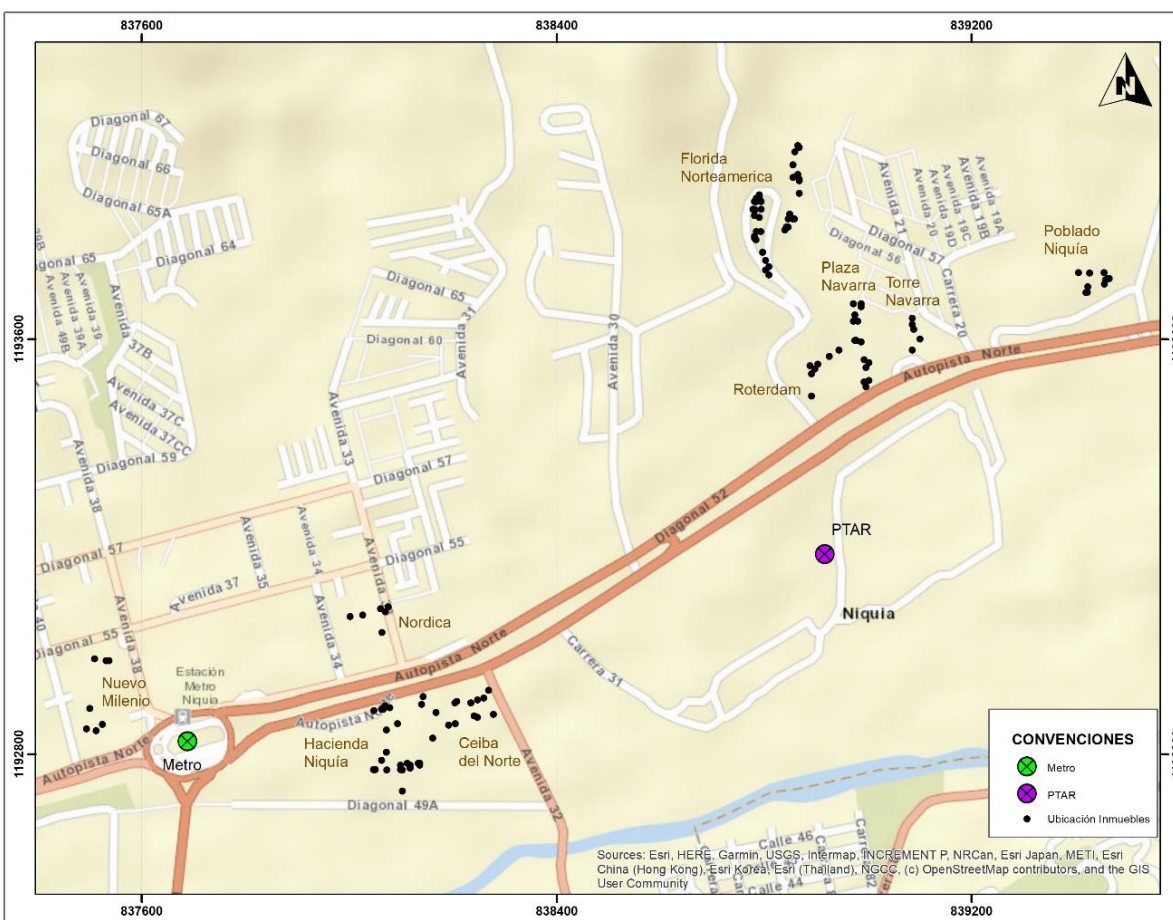 837600
838400
839200
N
Diagonal 67
Diagonal 66
Diagonal 65A
Diagonal 64
39B
65
Avenida 49B
Avenida 39A
Avenida 39
Avenida
37B
Avenida 37C
Avenida 37CC
Diagonal 59
Avenida 38
Diagonal 65
Diagonal 60
Avenida 31
Avenida 30
Avenida 33
Diagonal 57
Florida
Norteamerica
Avenida 21
Avenida 20
Avenida 19D
Avenida 19C
Avenida 19B
Avenida 19A
Diagonal 56
Diagonal 57
Poblado
Niquía
Plaza
Navarra
Torre
Navarra
Carrera 20
Autopista Norte
Roterdam
1193600
Diagonal 52
PTAR
Niquia
Diagonal 57
Avenida 35
Avenida 34
Avenida
Diagonal 55
Avenida 37
40
Diagonal 55
Avenida 38
Avenida 34
Nordica
Autopista Norte
Carrera 31
Nuevo
Milenio
Estación
Metro
Niquia
Metro
Autopista Norte
Autopista Norte
Hacienda
Niquía
Ceiba
del Norte
Avenida 32
Diagonal 49A
1192800
CONVENCIONES
Metro
PTAR
Ubicación Inmuebles
Calle 46
Calle 44
Sources: Esri, HERE, Garmin, USGS, Intermap, INCREMENT P, NRCan, Esri Japan, METI, Esri
China (Hong Kong), Esri Korea, Esri (Thailand), NGCC, (c) OpenStreetMap contributors, and the GIS
User Community
837600
838400
839200